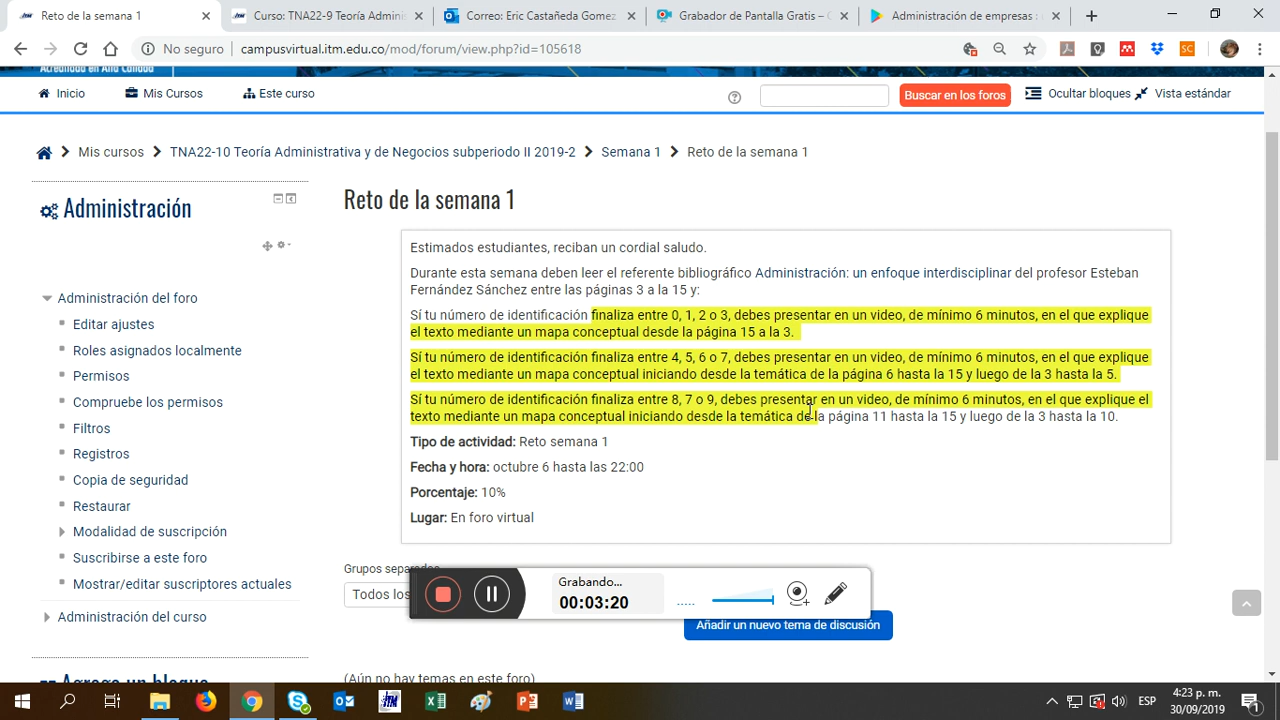 Reto de la semana 1
Curso: TNA22-9 Teoría Admini
Correo: Eric Castañeda Gomez
Grabador de Pantalla Gratis –
Administración de empresas :
No seguro
campusvirtual.itm.edu.co/mod/forum/view.php?id=105618
Acreditada en Alta Calidad
Inicio
Mis Cursos
Este curso
Buscar en los foros
Ocultar bloques
Vista estándar
Mis cursos
TNA22-10 Teoría Administrativa y de Negocios subperiodo II 2019-2
Semana 1
Reto de la semana 1
Administración
Administración del foro
Editar ajustes
Roles asignados localmente
Permisos
Compruebe los permisos
Filtros
Registros
Copia de seguridad
Restaurar
Modalidad de suscripción
Suscribirse a este foro
Mostrar/editar suscriptores actuales
Administración del curso
Agrega un bloque
Reto de la semana 1
Estimados estudiantes, reciban un cordial saludo.
Durante esta semana deben leer el referente bibliográfico Administración: un enfoque interdisciplinar del profesor Esteban
Fernández Sánchez entre las páginas 3 a la 15 y:
Sí tu número de identificación finaliza entre 0, 1, 2 o 3, debes presentar en un video, de mínimo 6 minutos, en el que explique
el texto mediante un mapa conceptual desde la página 15 a la 3.
Sí tu número de identificación finaliza entre 4, 5, 6 o 7, debes presentar en un video, de mínimo 6 minutos, en el que explique
el texto mediante un mapa conceptual iniciando desde la temática de la página 6 hasta la 15 y luego de la 3 hasta la 5.
Sí tu número de identificación finaliza entre 8, 7 o 9, debes presentar en un video, de mínimo 6 minutos, en el que explique el
texto mediante un mapa conceptual iniciando desde la temática de la página 11 hasta la 15 y luego de la 3 hasta la 10.
Tipo de actividad: Reto semana 1
Fecha y hora: octubre 6 hasta las 22:00
Porcentaje: 10%
Lugar: En foro virtual
Grupos separados
Todos los
Grabando...
00:03:20
Añadir un nuevo tema de discusión
(Aún no hay temas en este foro)
ESP
4:23 p. m.
30/09/2019